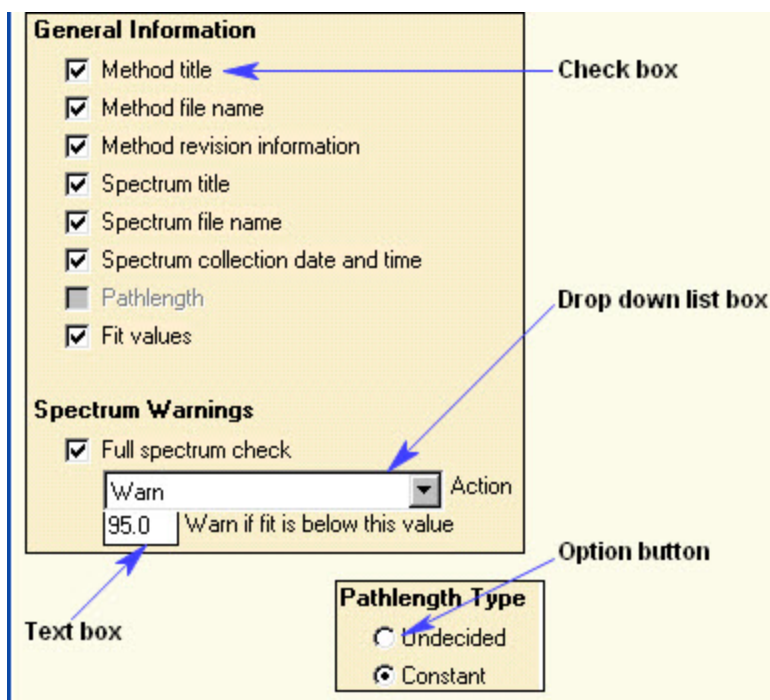 General Information
Method title
Check box
Method file name
Method revision information
Spectrum title
Spectrum file name
Spectrum collection date and time
Pathlength
Drop down list box
Fit values
Spectrum Warnings
Full spectrum check
Warn
Action
95.0
Warn if fit is below this value
Option button
Pathlength Type
Text box
Undecided
Constant